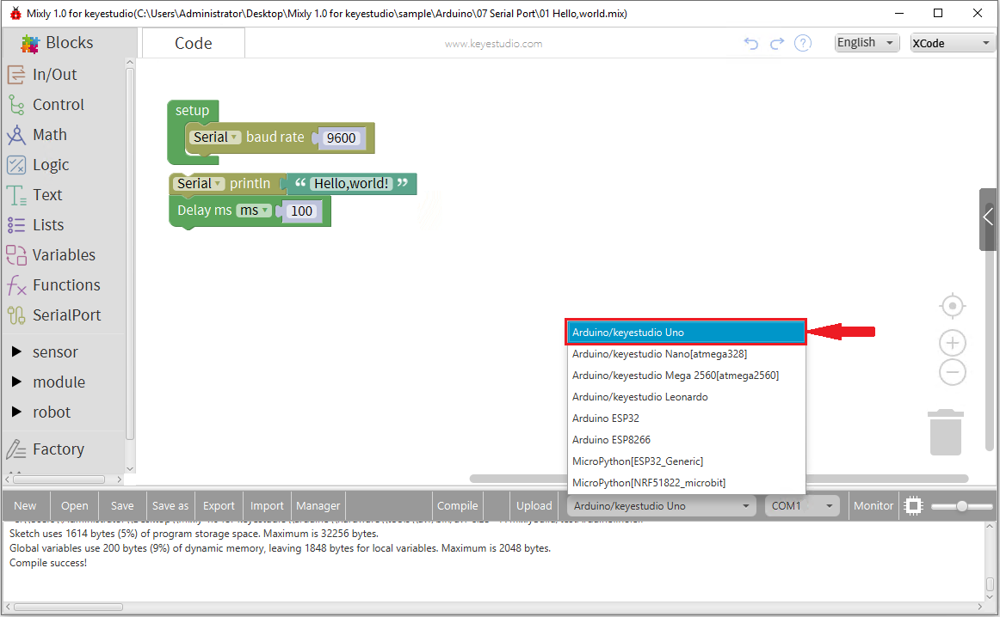 Mixly 1.0 for keyestudio(C:\Users\Administrator\Desktop\Mixly 1.0 for keyestudio\sample\Arduino\07 Serial Port\01 Hello,world.mix)
Blocks
Code
www.keyestudio.com
?
English
XCode
In/Out
Control
Math
Logic
Text
Lists
Variables
Functions
SerialPort
sensor
module
robot
Factory
setup
Serial baud rate 9600
Serial println “ Hello,world! ”
Delay ms ms 100
Arduino/keyestudio Uno
Arduino/keyestudio Nano[atmega328]
Arduino/keyestudio Mega 2560[atmega2560]
Arduino/keyestudio Leonardo
Arduino ESP32
Arduino ESP8266
MicroPython[ESP32_Generic]
MicroPython[NRF51822_microbit]
New Open Save Save as Export Import Manager Compile Upload Arduino/keyestudio Uno COM1 Monitor
Sketch uses 1614 bytes (5%) of program storage space. Maximum is 32256 bytes.
Global variables use 200 bytes (9%) of dynamic memory, leaving 1848 bytes for local variables. Maximum is 2048 bytes.
Compile success!